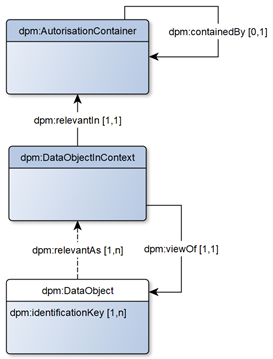 dpm:AutorisationContainer
dpm:containedBy [0,1]
dpm:relevantIn [1,1]
dpm:DataObjectInContext
dpm:relevantAs [1,n]
dpm:viewOf [1,1]
dpm:DataObject
dpm:identificationKey [1,n]